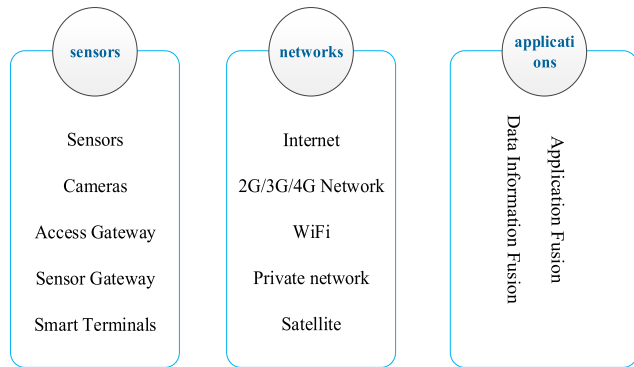 sensors
Sensors
Cameras
Access Gateway
Sensor Gateway
Smart Terminals
networks
Internet
2G/3G/4G Network
WiFi
Private network
Satellite
applicati
ons
Application Fusion
Data Information Fusion